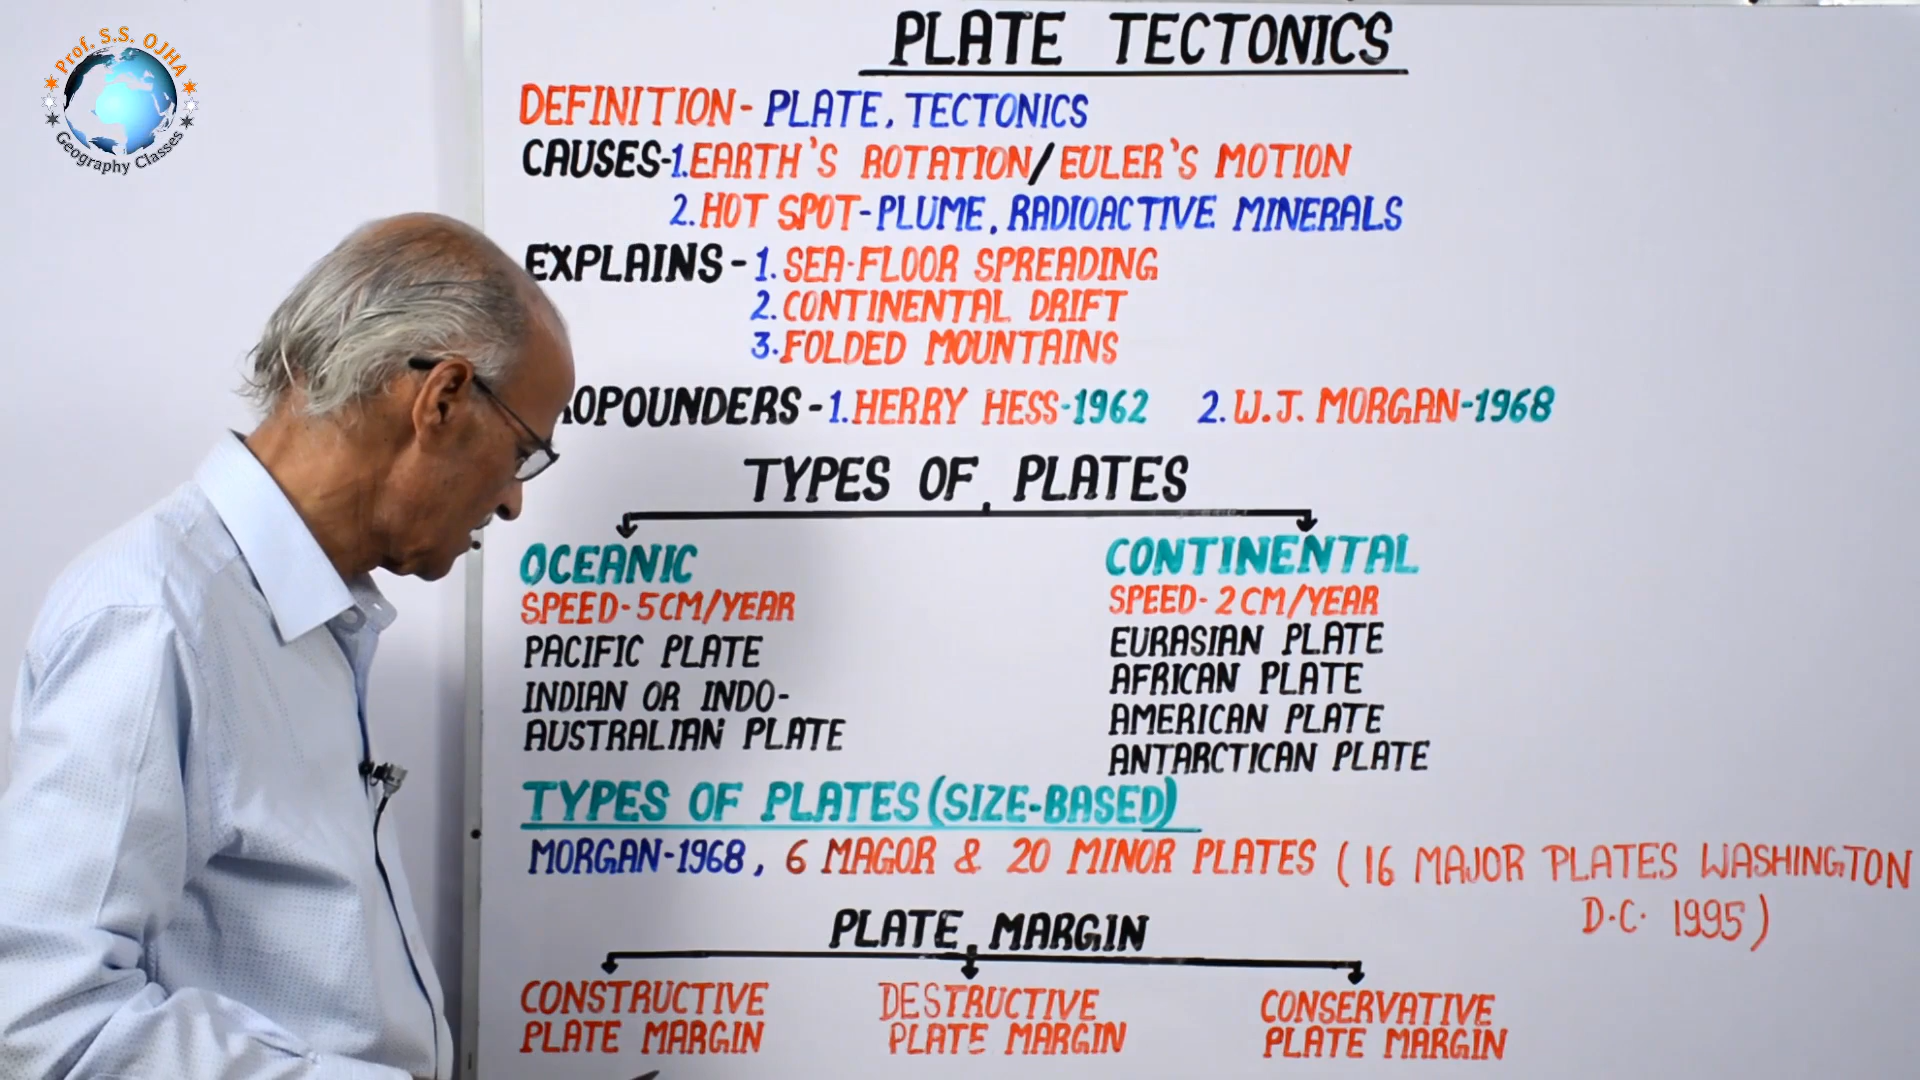 Prof. S.S. OJHA
Geography Classes
PLATE TECTONICS
DEFINITION- PLATE, TECTONICS
CAUSES-1.EARTH'S ROTATION/EULER'S MOTION
2.HOT SPOT-PLUME, RADIOACTIVE MINERALS
EXPLAINS-1.SEA-FLOOR SPREADING
2.CONTINENTAL DRIFT
3.FOLDED MOUNTAINS
OPOUNDERS-1.HERRY HESS-1962 2.W.J. MORGAN-1968
TYPES OF PLATES
OCEANIC
SPEED-5CM/YEAR
PACIFIC PLATE
INDIAN OR INDO-
AUSTRALIAN PLATE
CONTINENTAL
SPEED-2CM/YEAR
EURASIAN PLATE
AFRICAN PLATE
AMERICAN PLATE
ANTARCTICAN PLATE
TYPES OF PLATES(SIZE-BASED)
MORGAN-1968, 6 MAGOR & 20 MINOR PLATES (16 MAJOR PLATES WASHINGTON
D.C. 1995)
PLATE MARGIN
CONSTRUCTIVE
PLATE MARGIN
DESTRUCTIVE
PLATE MARGIN
CONSERVATIVE
PLATE MARGIN